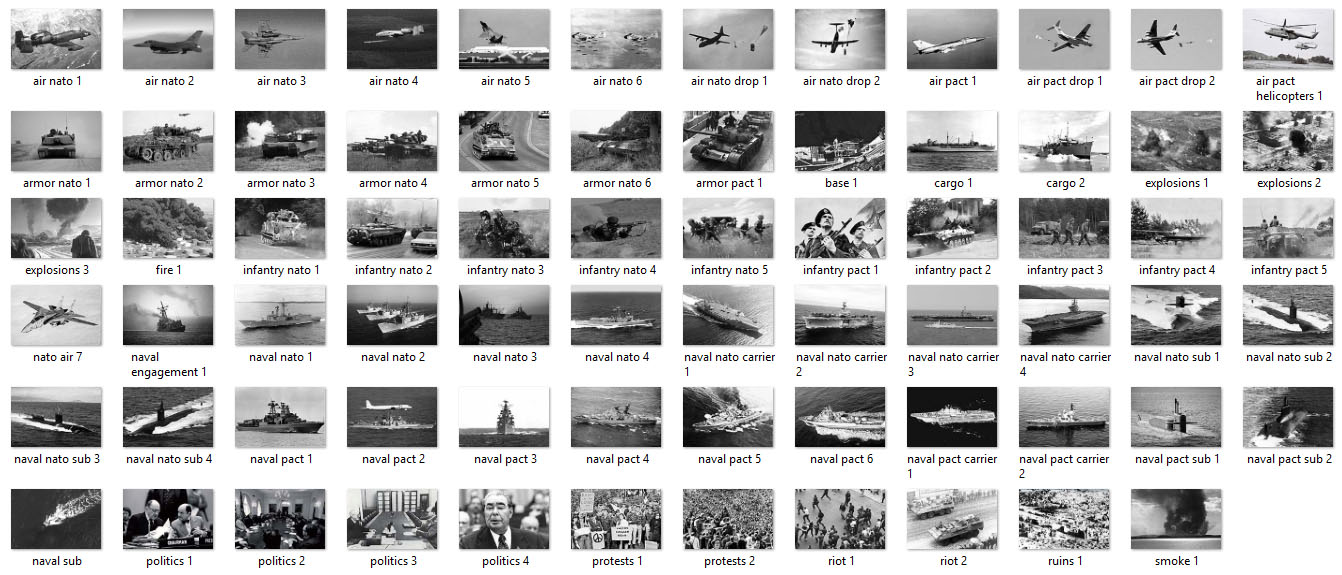 air nato 1
air nato 2
air nato 3
air nato 4
air nato 5
air nato 6
air nato drop 1
air nato drop 2
air pact 1
air pact drop 1
air pact drop 2
air pact
helicopters 1
armor nato 1
armor nato 2
armor nato 3
armor nato 4
armor nato 5
armor nato 6
armor pact 1
base 1
cargo 1
cargo 2
explosions 1
explosions 2
explosions 3
fire 1
infantry nato 1
infantry nato 2
infantry nato 3
infantry nato 4
infantry nato 5
infantry pact 1
infantry pact 2
infantry pact 3
infantry pact 4
infantry pact 5
nato air 7
naval
engagement 1
naval nato 1
naval nato 2
naval nato 3
naval nato 4
naval nato carrier
1
naval nato carrier
2
naval nato carrier
3
naval nato carrier
4
naval nato sub 1
naval nato sub 2
naval nato sub 3
naval nato sub 4
naval pact 1
naval pact 2
naval pact 3
naval pact 4
naval pact 5
naval pact 6
naval pact carrier
1
naval pact carrier
2
naval pact sub 1
naval pact sub 2
naval sub
politics 1
politics 2
politics 3
politics 4
protests 1
protests 2
riot 1
riot 2
ruins 1
smoke 1